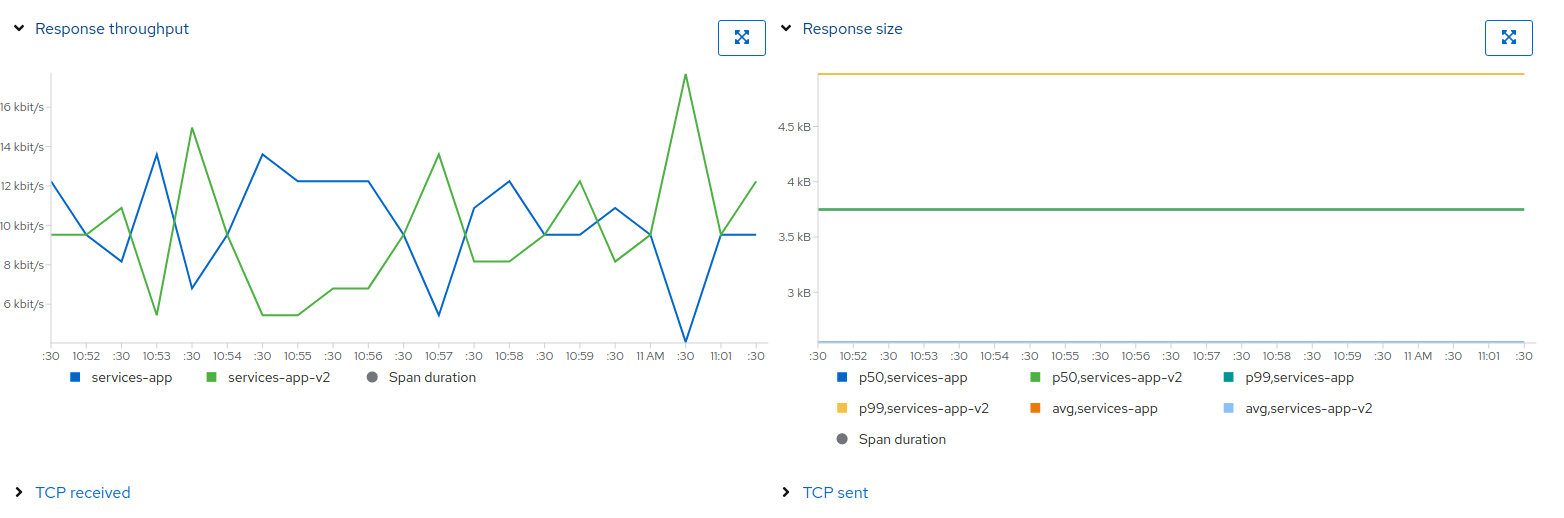 Response throughput
16 kbit/s
14 kbit/s
12 kbit/s
10 kbit/s
8 kbit/s
6 kbit/s
:30 10:52 :30 10:53 :30 10:54 :30 10:55 :30 10:56 :30 10:57 :30 10:58 :30 10:59 :30 11 AM :30 11:01 :30
services-app services-app-v2 Span duration
Response size
4.5 kB
4 kB
3.5 kB
3 kB
:30 10:52 :30 10:53 :30 10:54 :30 10:55 :30 10:56 :30 10:57 :30 10:58 :30 10:59 :30 11 AM :30 11:01 :30
p50,services-app p50,services-app-v2 p99,services-app
p99,services-app-v2 avg,services-app avg,services-app-v2
Span duration
TCP received
TCP sent